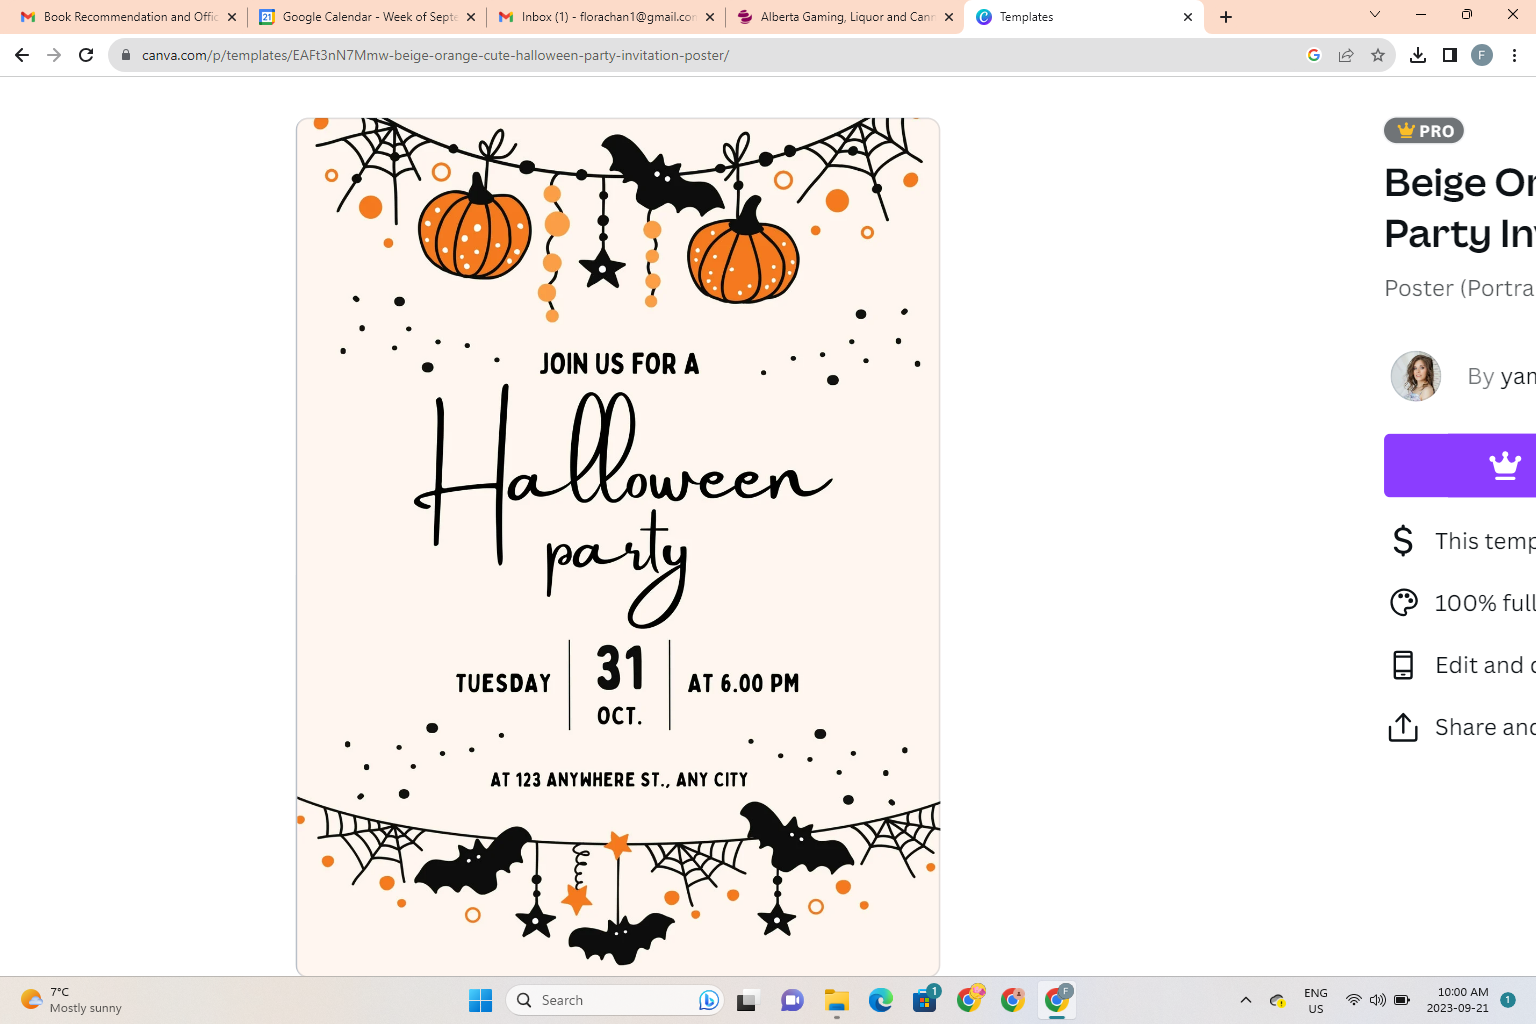 Book Recommendation and Offic
Google Calendar - Week of Septe
Inbox (1) - florachan1@gmail.con
Alberta Gaming, Liquor and Cann
Templates
canva.com/p/templates/EAFt3nN7Mmw-beige-orange-cute-halloween-party-invitation-poster/
F
JOIN US FOR A
Halloween
party
TUESDAY
31
OCT.
AT 6.00 PM
AT 123 ANYWHERE ST., ANY CITY
PRO
Beige Or
Party Inv
Poster (Portra
By yan
This temp
100% full
Edit and d
Share and
7°C
Mostly sunny
Search
1
F
ENG
US
10:00 AM
2023-09-21
1